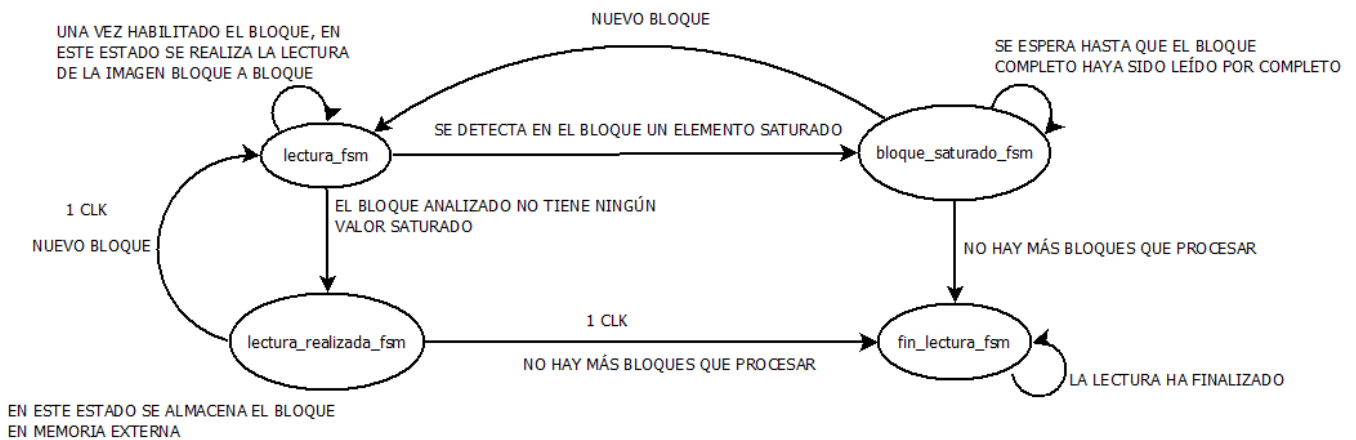 NUEVO BLOQUE
UNA VEZ HABILITADO EL BLOQUE, EN
ESTE ESTADO SE REALIZA LA LECTURA
DE LA IMAGEN BLOQUE A BLOQUE
SE ESPERA HASTA QUE EL BLOQUE
COMPLETO HAYA SIDO LEÍDO POR COMPLETO
SE DETECTA EN EL BLOQUE UN ELEMENTO SATURADO
lectura_fsm
bloque_saturado_fsm
1 CLK
NUEVO BLOQUE
EL BLOQUE ANALIZADO NO TIENE NINGÚN
VALOR SATURADO
NO HAY MÁS BLOQUES QUE PROCESAR
lectura_realizada_fsm
1 CLK
NO HAY MÁS BLOQUES QUE PROCESAR
fin_lectura_fsm
LA LECTURA HA FINALIZADO
EN ESTE ESTADO SE ALMACENA EL BLOQUE
EN MEMORIA EXTERNA